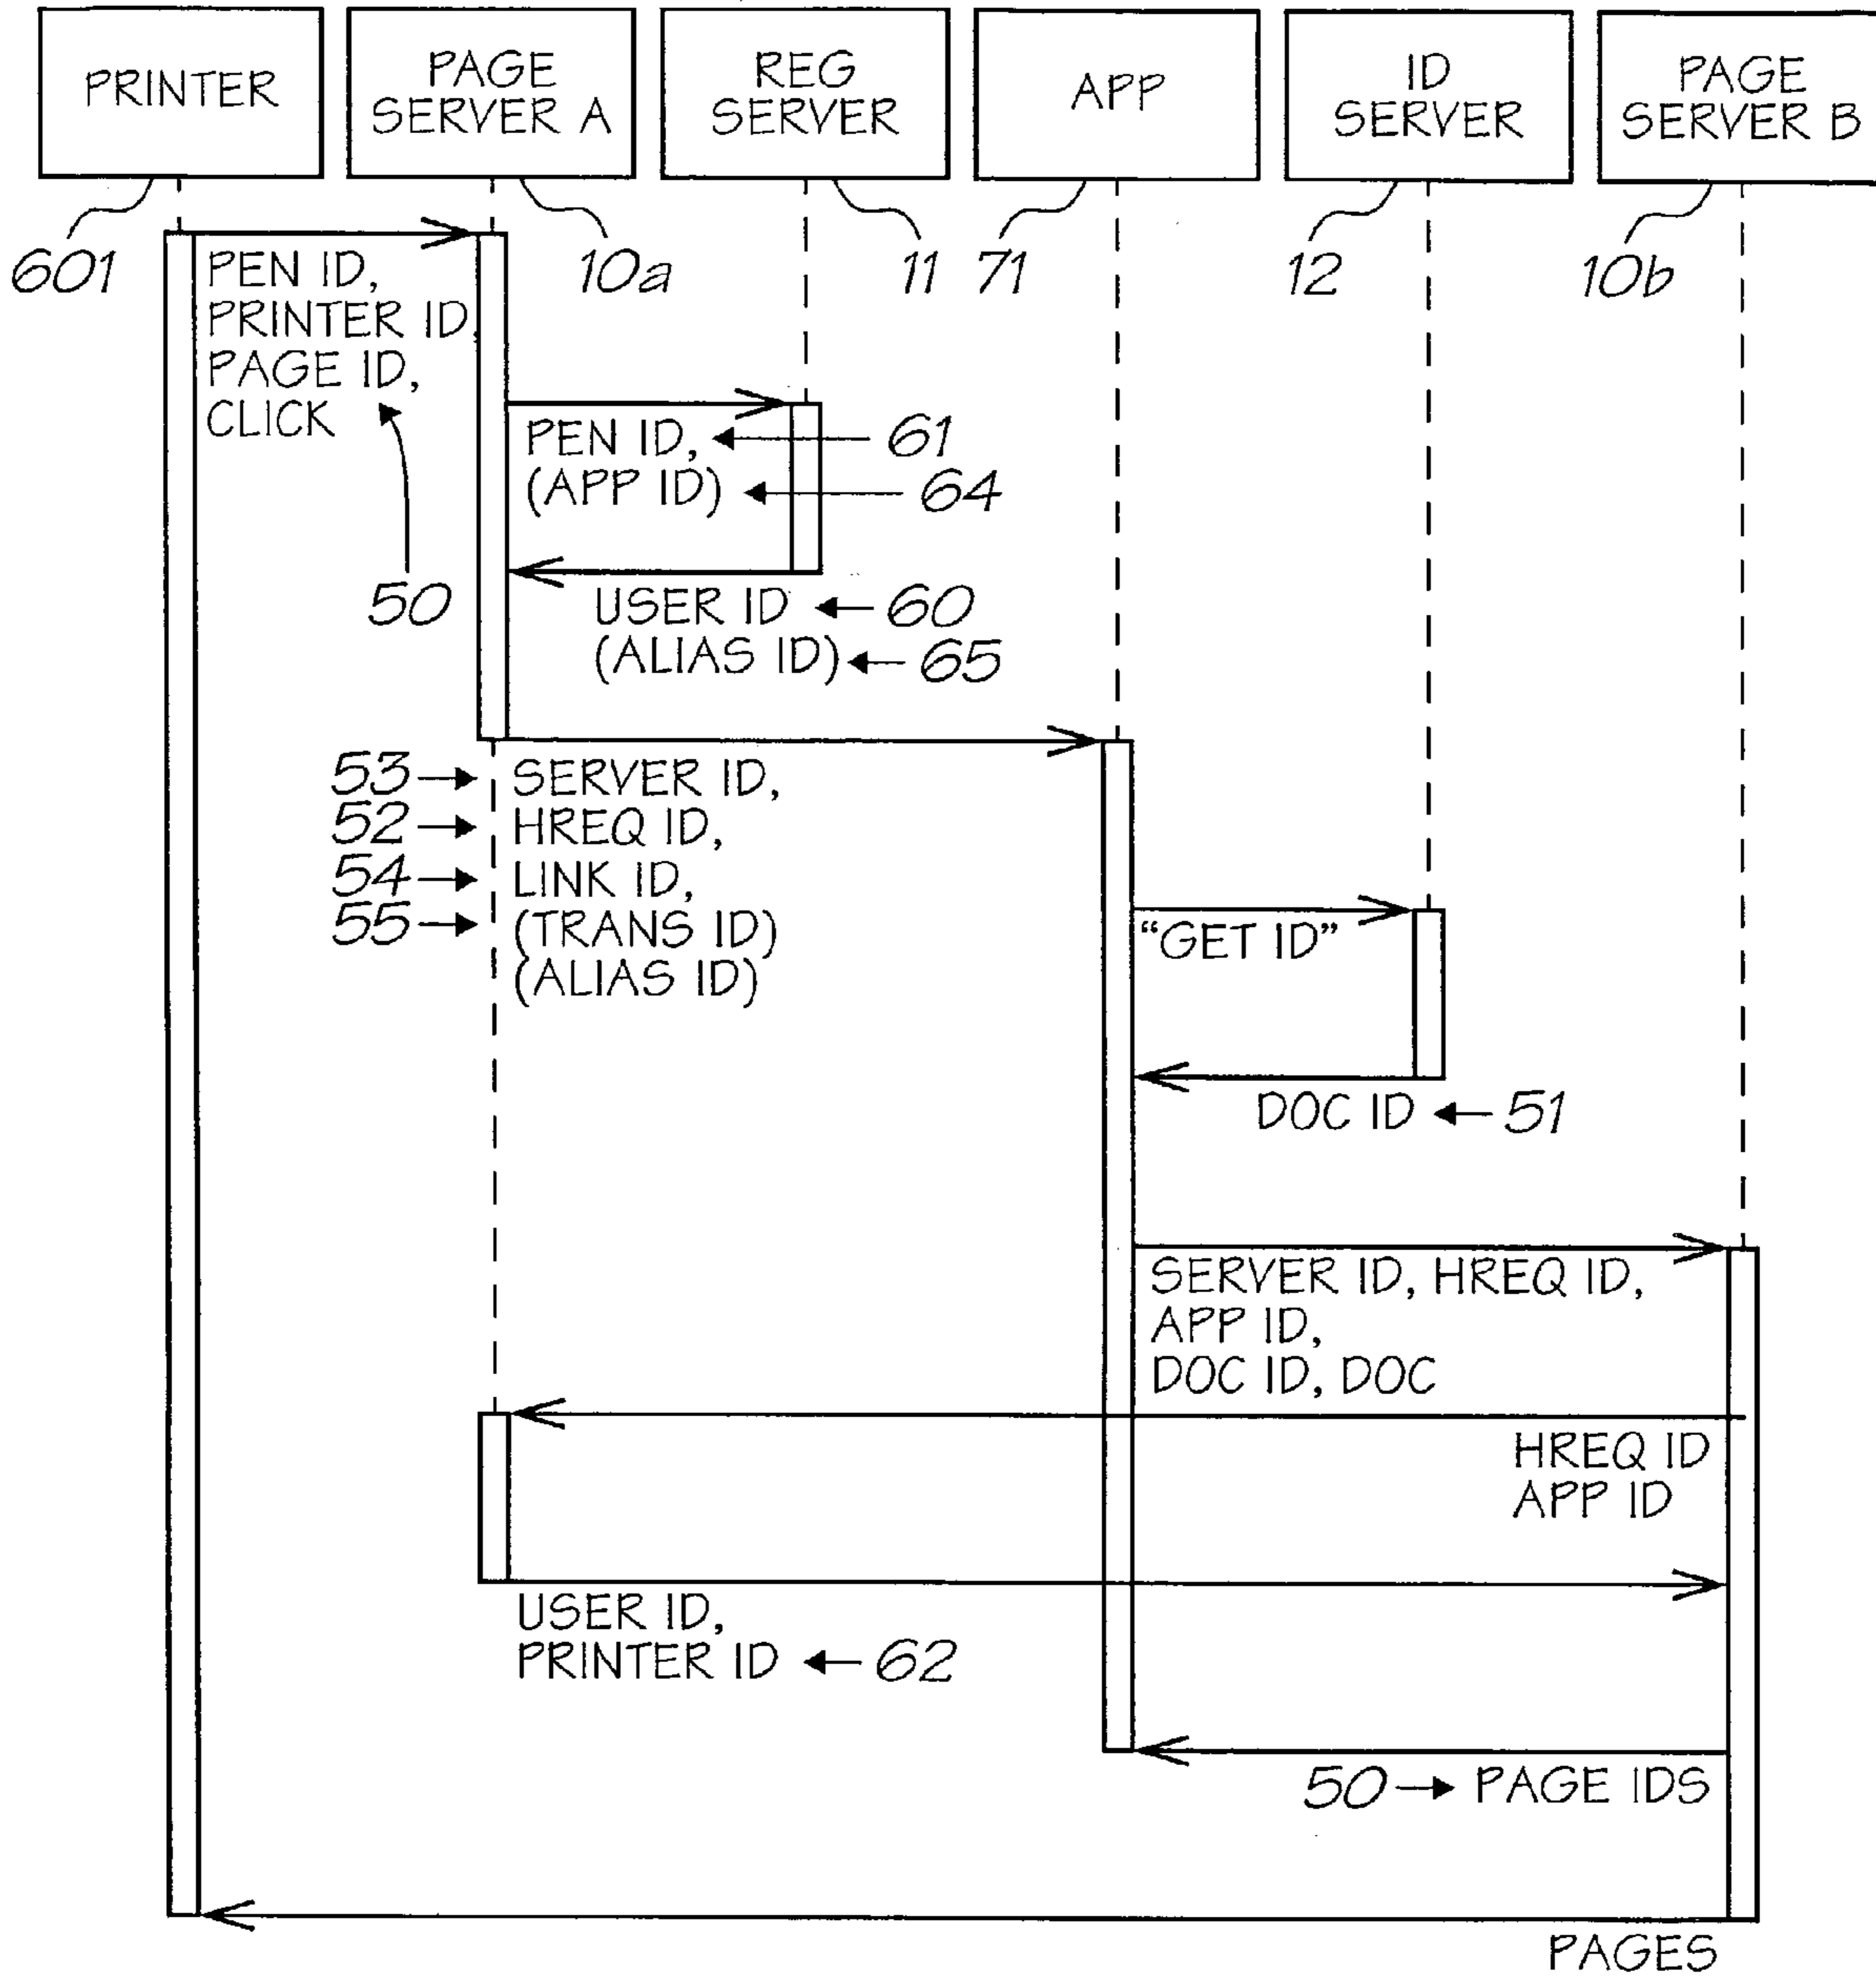 PRINTER
PAGE
SERVER A
REG
SERVER
APP
ID
SERVER
PAGE
SERVER B
601
10a
11
71
12
10b
PEN ID,
PRINTER ID
PAGE ID,
CLICK
50
PEN ID,
61
(APP ID)
64
USER ID
60
(ALIAS ID)
65
53
SERVER ID,
52
HREQ ID,
54
LINK ID,
55
(TRANS ID)
(ALIAS ID)
“GET ID”
DOC ID
51
SERVER ID, HREQ ID,
APP ID,
DOC ID, DOC
HREQ ID
APP ID
USER ID,
PRINTER ID
62
50
PAGE IDS
PAGES